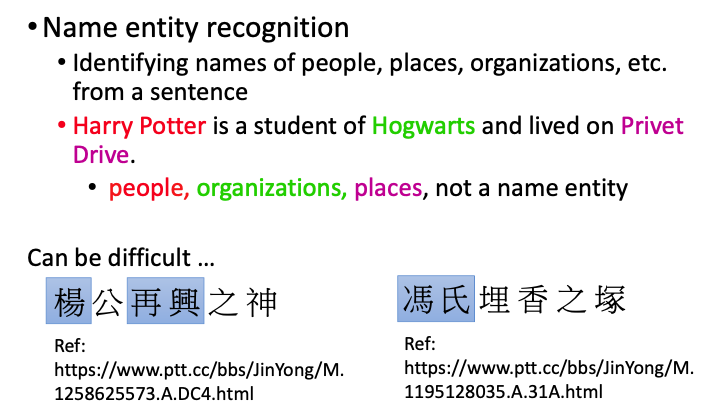 • Name entity recognition
• Identifying names of people, places, organizations, etc.
from a sentence
• Harry Potter is a student of Hogwarts and lived on Privet
Drive.
• people, organizations, places, not a name entity
Can be difficult …
楊公再興之神
馮氏埋香之塚
Ref:
https://www.ptt.cc/bbs/JinYong/M.
1258625573.A.DC4.html
Ref:
https://www.ptt.cc/bbs/JinYong/M.
1195128035.A.31A.html